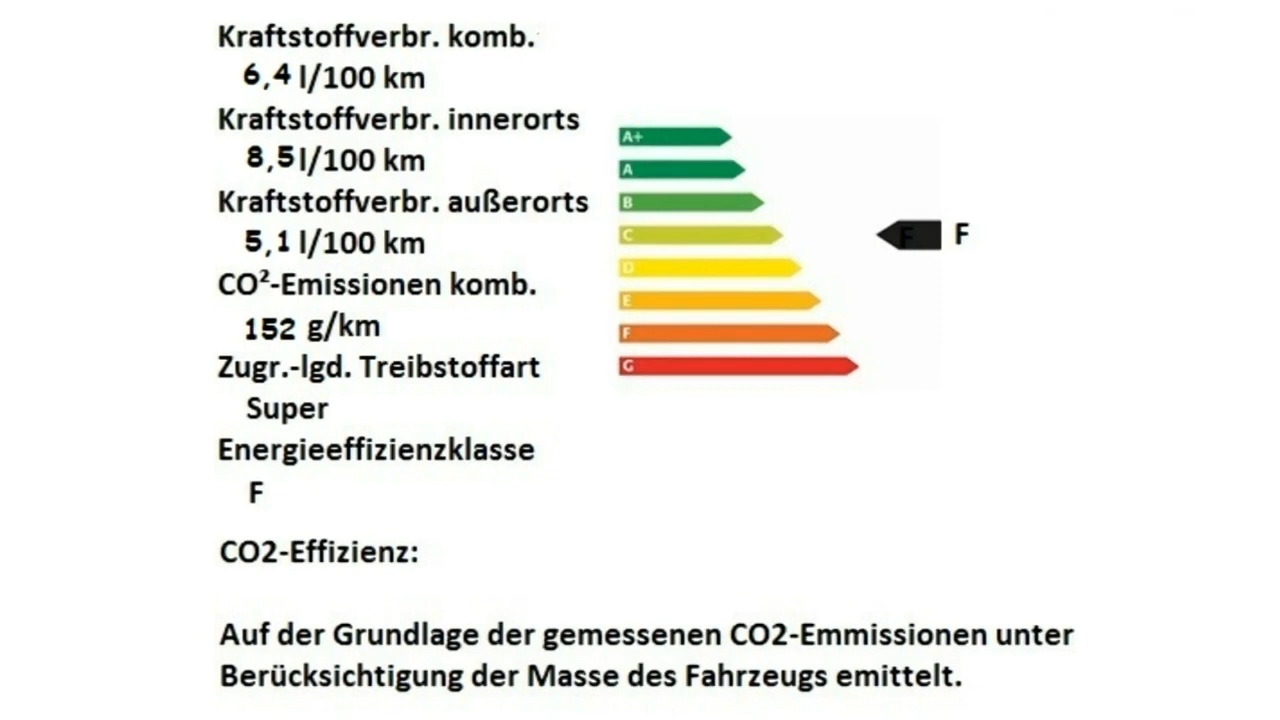 Kraftstoffverbr. komb.
6,4 l/100 km
Kraftstoffverbr. innerorts
8,5 l/100 km
Kraftstoffverbr. außerorts
5,1 l/100 km
CO²-Emissionen komb.
152 g/km
Zugr.-lgd. Treibstoffart
Super
Energieeffizienzklasse
F
A+
A
B
C
D
E
F
G
F F
CO2-Effizienz:
Auf der Grundlage der gemessenen CO2-Emmissionen unter
Berücksichtigung der Masse des Fahrzeugs emittelt.